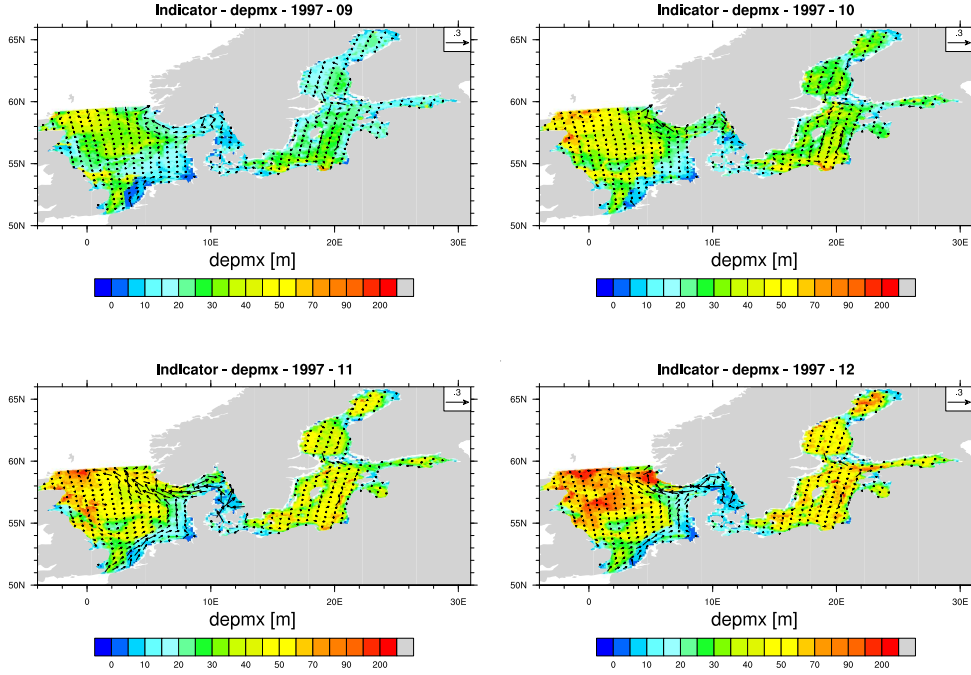 Indicator - depmx - 1997 - 09
65N
60N
55N
50N
.3
0
10E
20E
30E
depmx [m]
0 10 20 30 40 50 70 90 200
Indicator - depmx - 1997 - 10
65N
60N
55N
50N
.3
0
10E
20E
30E
depmx [m]
0 10 20 30 40 50 70 90 200
Indicator - depmx - 1997 - 11
65N
60N
55N
50N
.3
0
10E
20E
30E
depmx [m]
0 10 20 30 40 50 70 90 200
Indicator - depmx - 1997 - 12
65N
60N
55N
50N
.3
0
10E
20E
30E
depmx [m]
0 10 20 30 40 50 70 90 200